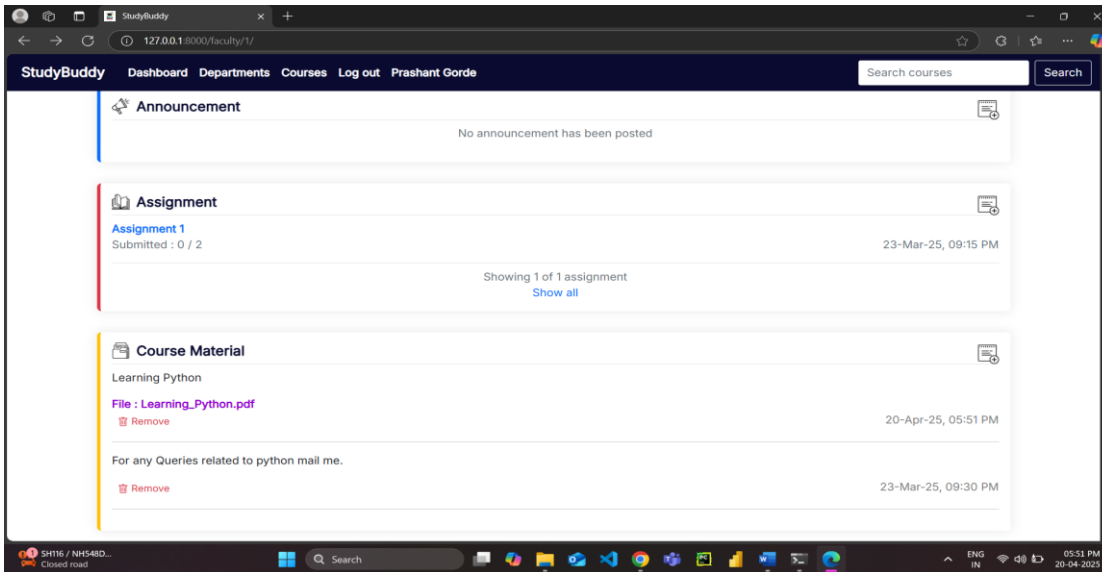 StudyBuddy
127.0.0.1:8000/faculty/1/
StudyBuddy Dashboard Departments Courses Log out Prashant Gorde Search courses Search
Announcement
No announcement has been posted
Assignment
Assignment 1
Submitted : 0 / 2 23-Mar-25, 09:15 PM
Showing 1 of 1 assignment
Show all
Course Material
Learning Python
File : Learning_Python.pdf
Remove 20-Apr-25, 05:51 PM
For any Queries related to python mail me.
Remove 23-Mar-25, 09:30 PM
SH116 / NH548D... Search ENG 05:51 PM
Closed road IN 20-04-2025